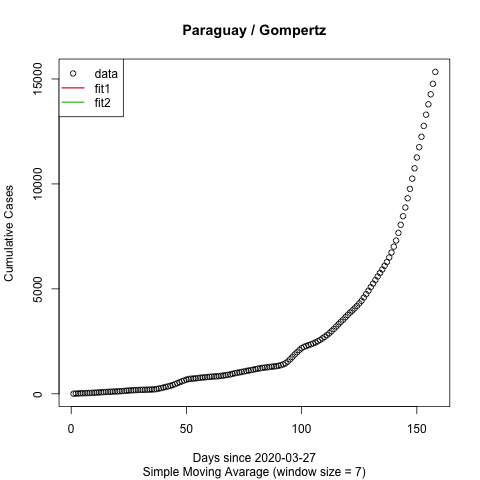 Paraguay / Gompertz
data
fit1
fit2
Cumulative Cases
15000
10000
5000
0
0 50 100 150
Days since 2020-03-27
Simple Moving Avarage (window size = 7)